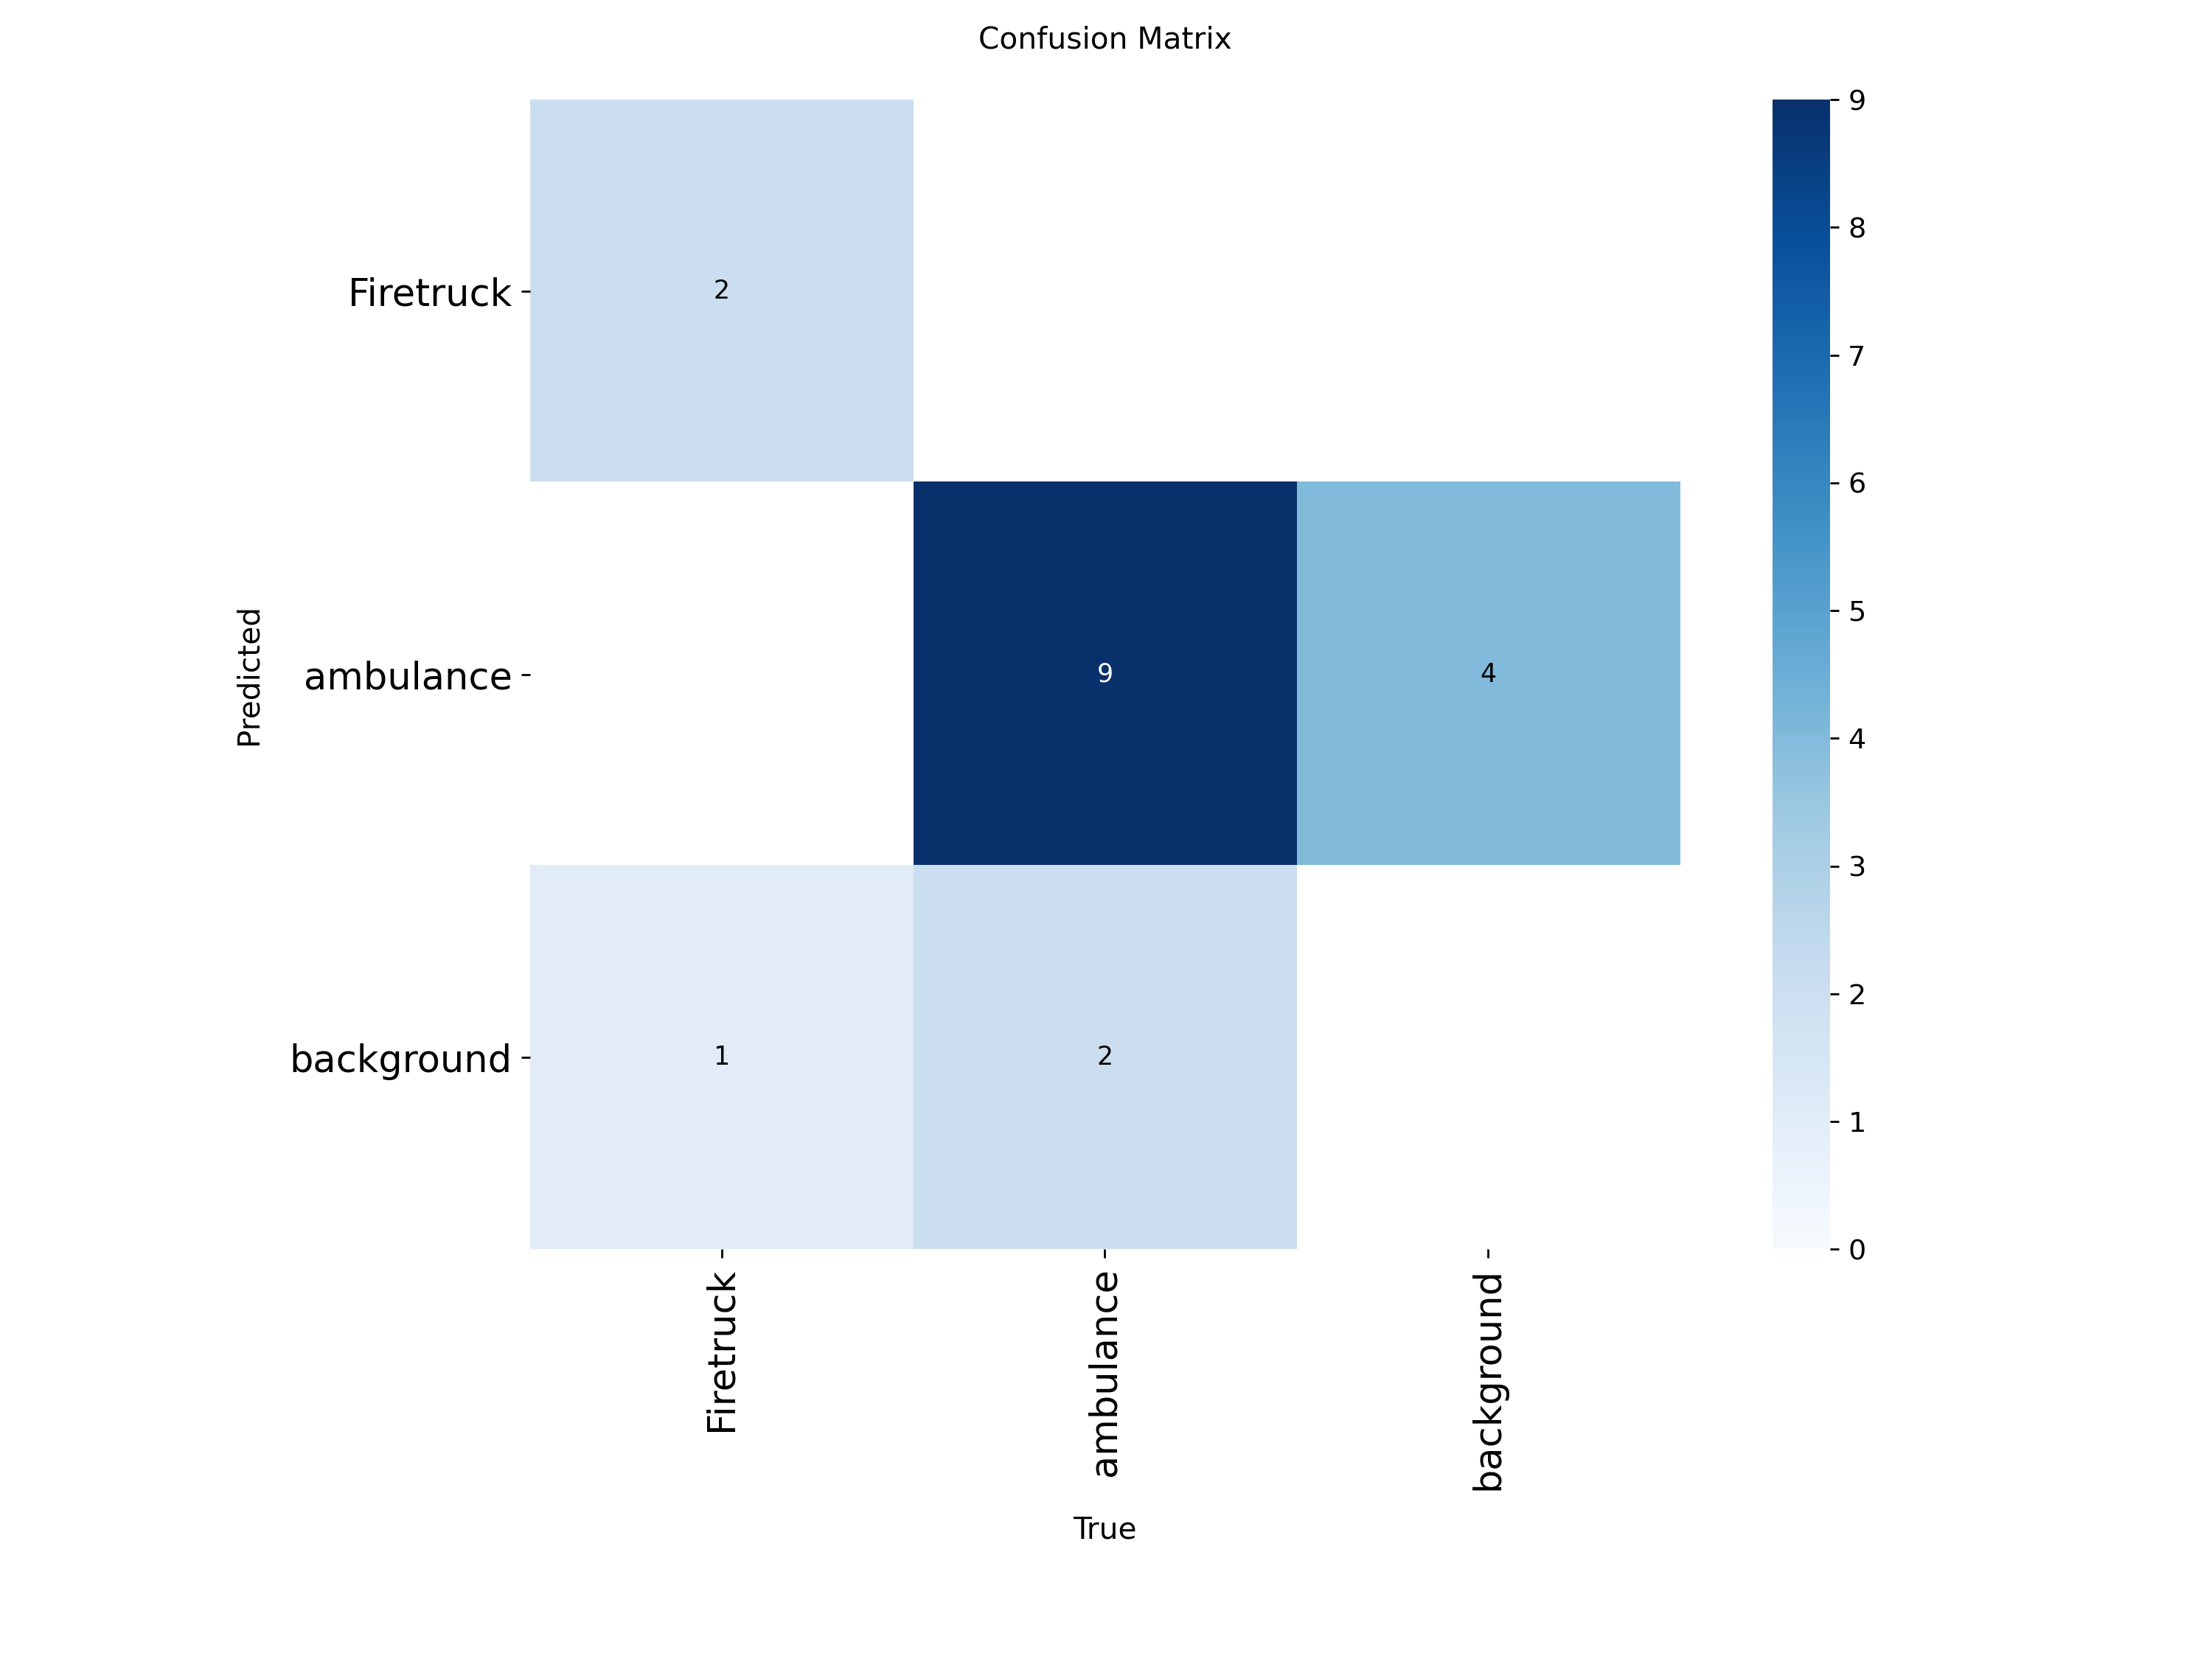 Confusion Matrix
Predicted
Firetruck
ambulance
background
2
9
4
1
2
Firetruck
ambulance
background
True
9
8
7
6
5
4
3
2
1
0